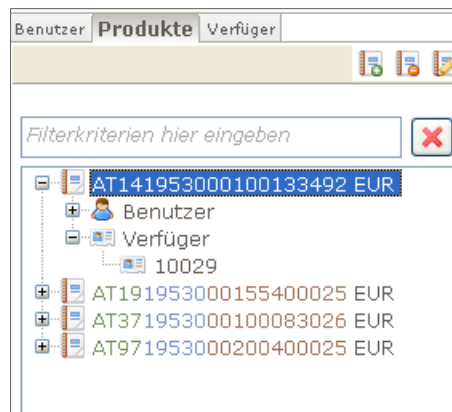 Benutzer Produkte Verfüger
Filterkriterien hier eingeben
AT141953000100133492 EUR
Benutzer
Verfüger
10029
AT191953000155400025 EUR
AT371953000100083026 EUR
AT971953000200400025 EUR